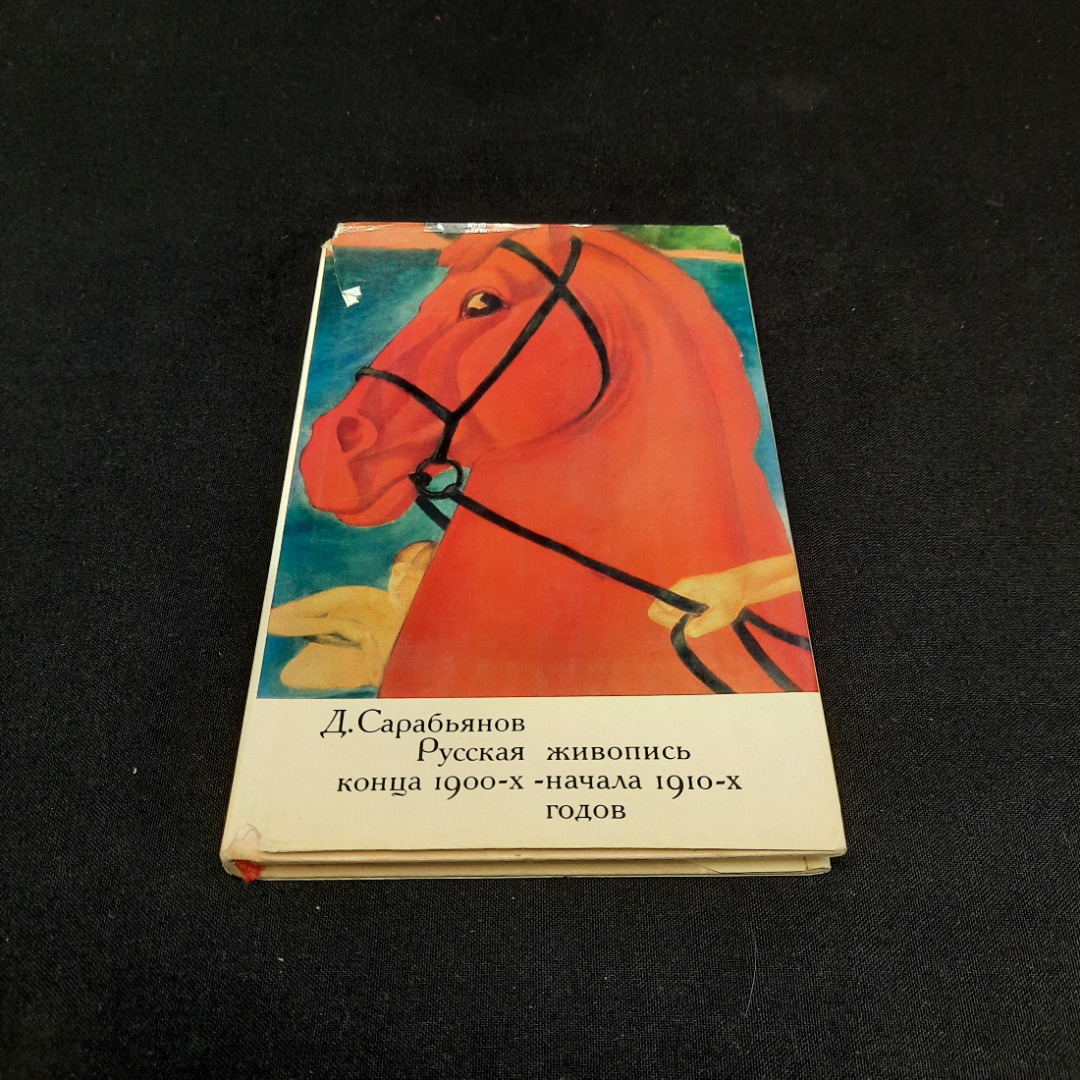 Д. Сарабьянов
Русская живопись
конца 1900-х - начала 1910-х
годов